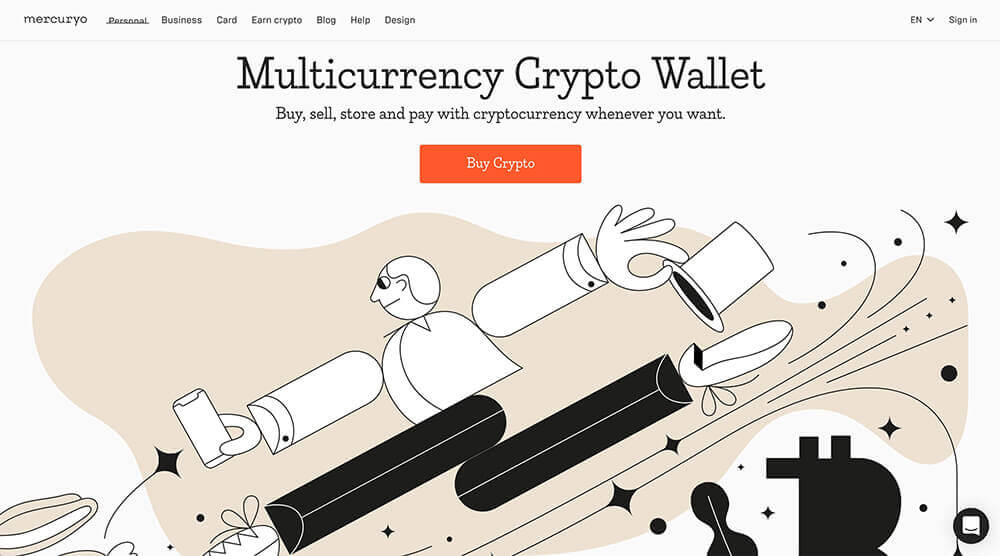 mercuryo Personal Business Card Earn crypto Blog Help Design EN Sign in
Multicurrency Crypto Wallet
Buy, sell, store and pay with cryptocurrency whenever you want.
Buy Crypto